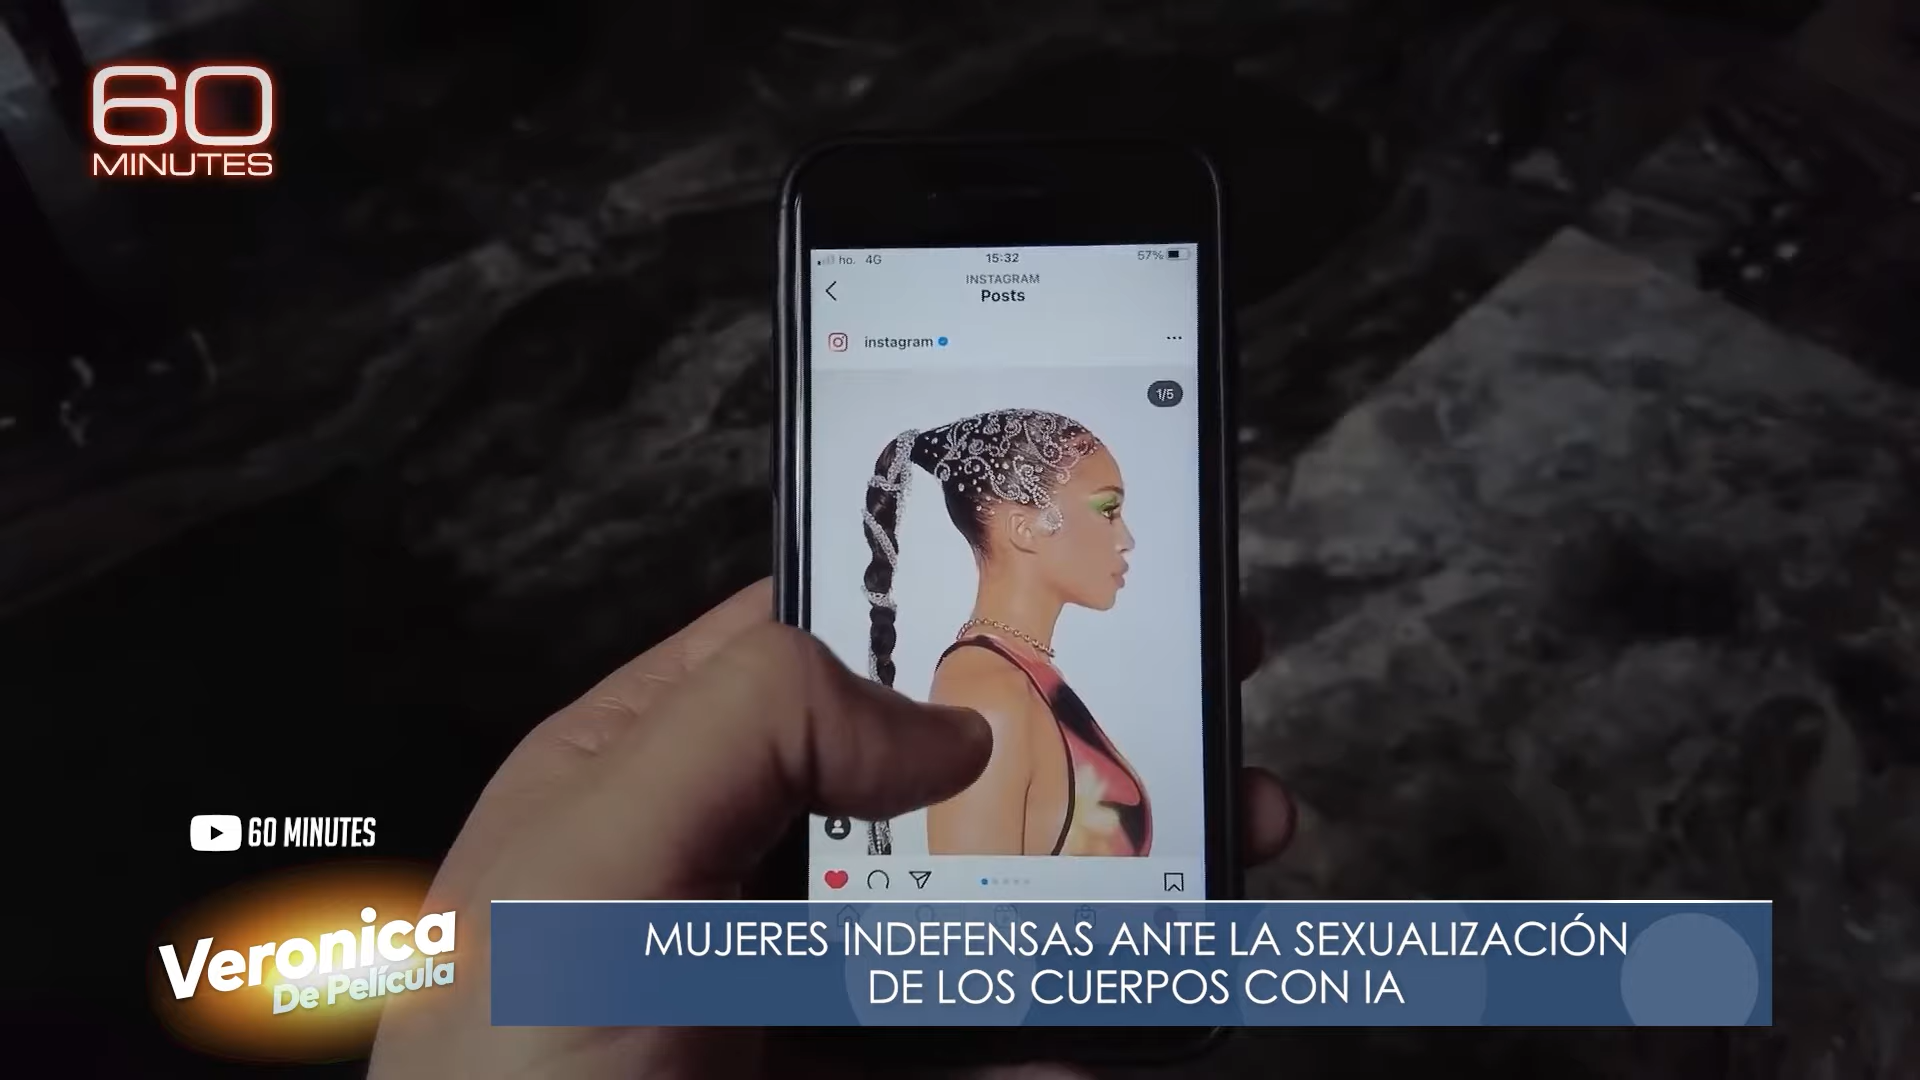 60
MINUTES
ho. 4G 15:32 57%
INSTAGRAM
Posts
instagram
1/5
60 MINUTES
Veronica
De Película
MUJERES INDEFENSAS ANTE LA SEXUALIZACIÓN
DE LOS CUERPOS CON IA